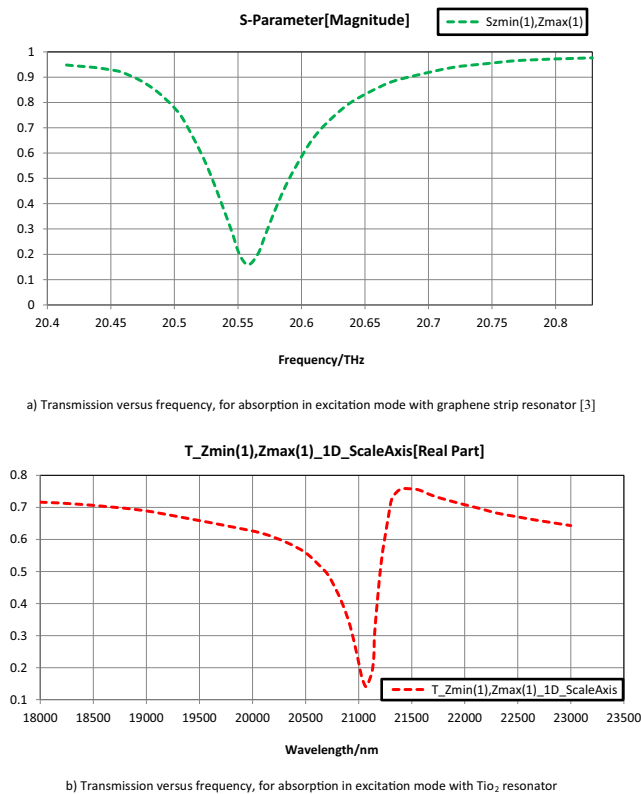 S-Parameter[Magnitude]
Szmin(1),Zmax(1)
1
0.9
0.8
0.7
0.6
0.5
0.4
0.3
0.2
0.1
0
20.4 20.45 20.5 20.55 20.6 20.65 20.7 20.75 20.8
Frequency/THz
a) Transmission versus frequency, for absorption in excitation mode with graphene strip resonator [3]
T_Zmin(1),Zmax(1)_1D_ScaleAxis[Real Part]
0.8
0.7
0.6
0.5
0.4
0.3
0.2
T_Zmin(1),Zmax(1)_1D_ScaleAxis
0.1
18000 18500 19000 19500 20000 20500 21000 21500 22000 22500 23000 23500
Wavelength/nm
b) Transmission versus frequency, for absorption in excitation mode with Tio₂ resonator